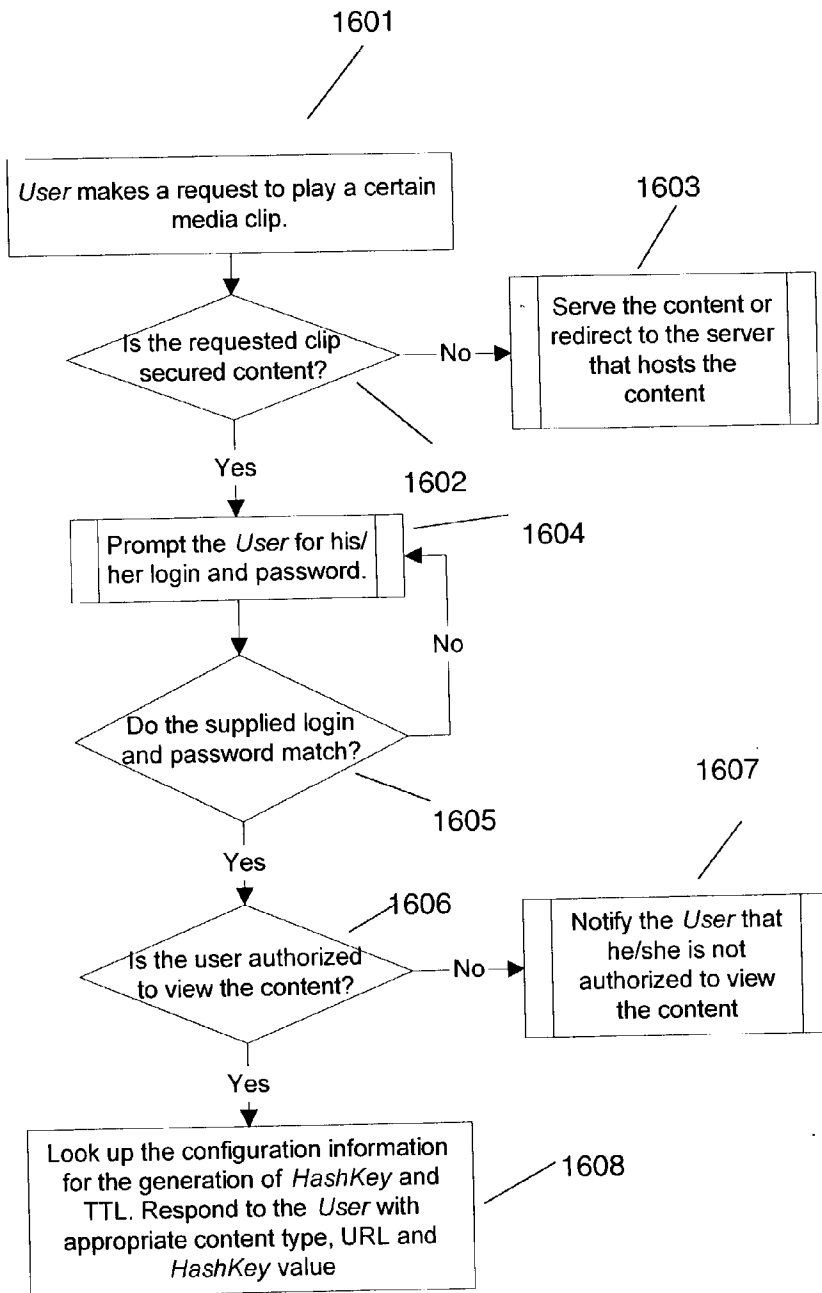 1601
User makes a request to play a certain
media clip.
1603
Serve the content or
redirect to the server
that hosts the
content
Is the requested clip
secured content?
No
Yes
1602
1604
Prompt the User for his/
her login and password.
No
Do the supplied login
and password match?
1605
1607
Yes
1606
Is the user authorized
to view the content?
No
Notify the User that
he/she is not
authorized to view
the content
Yes
Look up the configuration information
for the generation of HashKey and
TTL. Respond to the User with
appropriate content type, URL and
HashKey value
1608